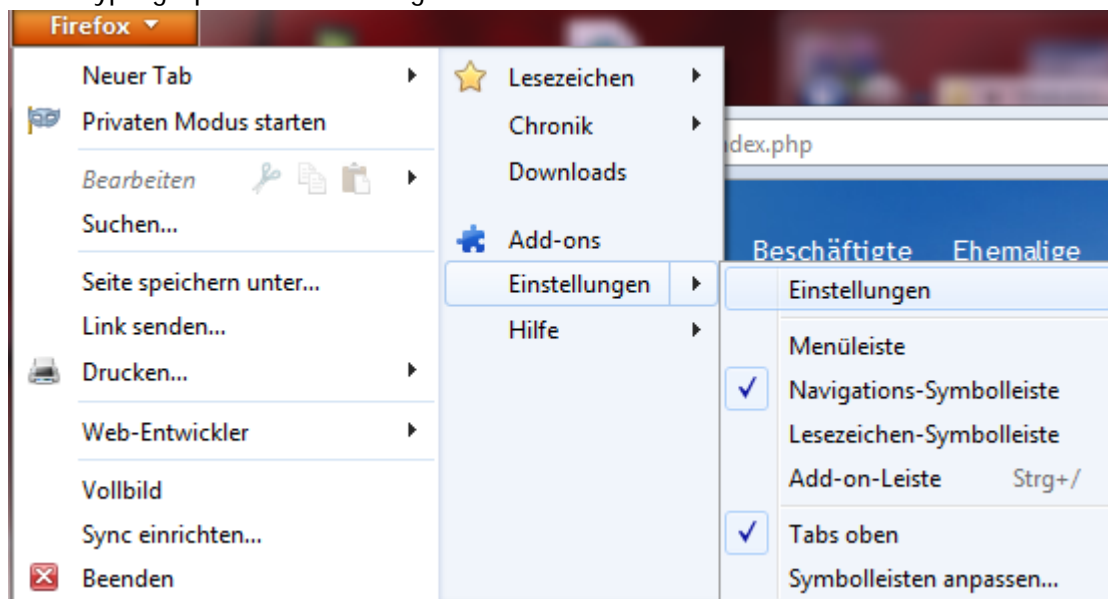 Firefox
Neuer Tab
Privaten Modus starten
Bearbeiten
Suchen...
Seite speichern unter...
Link senden...
Drucken...
Web-Entwickler
Vollbild
Sync einrichten...
Beenden
Lesezeichen
Chronik
Downloads
Add-ons
Einstellungen
Hilfe
dex.php
Beschäftigte Ehemalige
Einstellungen
Menüleiste
Navigations-Symbolleiste
Lesezeichen-Symbolleiste
Add-on-Leiste Strg+/
Tabs oben
Symbolleisten anpassen...